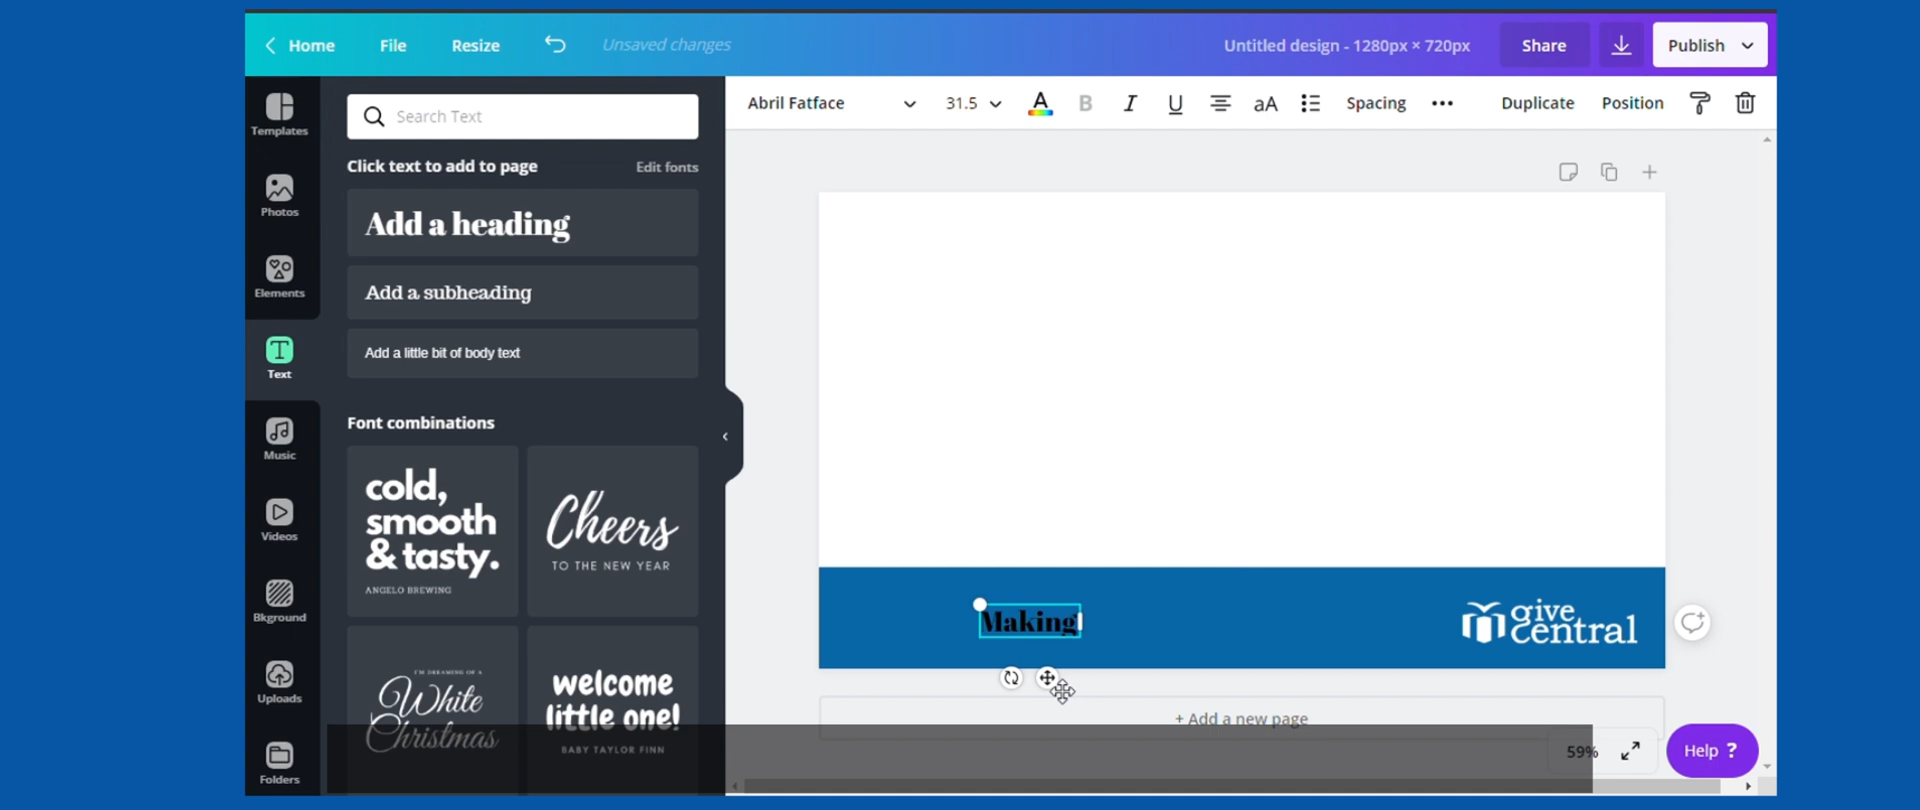 Home File Resize Unsaved changes Untitled design - 1280px × 720px Share Publish
Abril Fatface 31.5 A B I U aA Spacing Duplicate Position
Templates
Photos
Elements
Text
Music
Videos
Bkground
Uploads
Folders
Search Text
Click text to add to page Edit fonts
Add a heading
Add a subheading
Add a little bit of body text
Font combinations
cold,
smooth
& tasty.
ANGELO BREWING
Cheers
TO THE NEW YEAR
I'M DREAMING OF A
White
Christmas
welcome
little one!
BABY TAYLOR FINN
Making
give
central
+ Add a new page
59%
Help ?